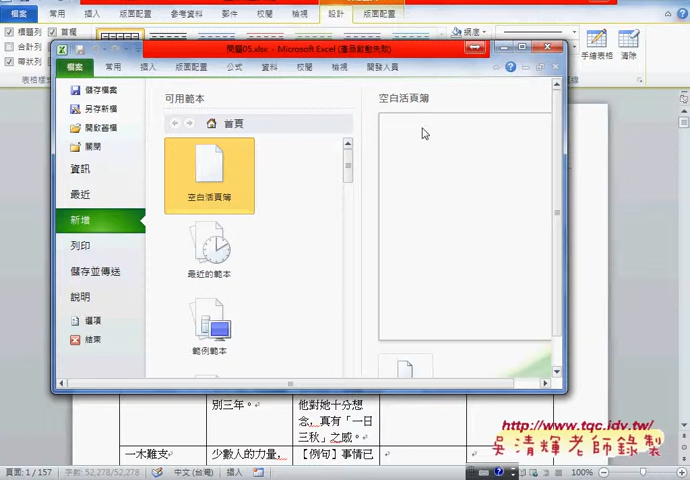 檔案 常用 插入 版面配置 參考資料 郵件 校閱 檢視 設計 版面配置
標題列 首欄
合計列
帶狀列
網底
手繪表格 清除
問題05.xlsx - Microsoft Excel (產品啟動失敗)
檔案 常用 插入 版面配置 公式 資料 校閱 檢視 開發人員
儲存檔案
另存新檔
開啟舊檔
關閉
資訊
最近
新增
列印
儲存並傳送
說明
選項
結束
可用範本
首頁
空白活頁簿
最近的範本
範例範本
空白活頁簿
別三年。
他對她十分想
念，真有「一日
三秋」之感。
一木難支
少數人的力量，
【例句】事情已
http://www.tqc.idv.tw/
吳清輝老師錄製
頁面：1 / 157 字數：52,278/52,278 中文 (台灣) 插入 100%